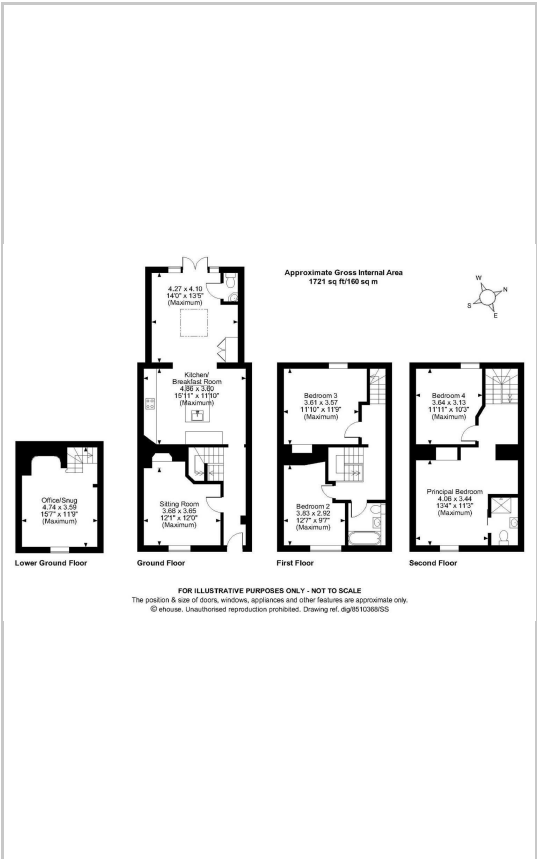 Approximate Gross Internal Area
1721 sq ft/160 sq m
W
N
S
E
4.27 x 4.10
14'0" x 13'5"
(Maximum)
Kitchen/
Breakfast Room
4.86 x 3.60
15'11" x 11'10"
(Maximum)
Sitting Room
3.68 x 3.65
12'1" x 12'0"
(Maximum)
Bedroom 3
3.61 x 3.57
11'10" x 11'9"
(Maximum)
Bedroom 2
3.83 x 2.92
12'7" x 9'7"
(Maximum)
Bedroom 4
3.64 x 3.13
11'11" x 10'3"
(Maximum)
Principal Bedroom
4.06 x 3.44
13'4" x 11'3"
(Maximum)
Office/Snug
4.74 x 3.59
15'7" x 11'9"
(Maximum)
Lower Ground Floor
Ground Floor
First Floor
Second Floor
FOR ILLUSTRATIVE PURPOSES ONLY - NOT TO SCALE
The position & size of doors, windows, appliances and other features are approximate only.
© ehouse. Unauthorised reproduction prohibited. Drawing ref. dig/8510368/SS